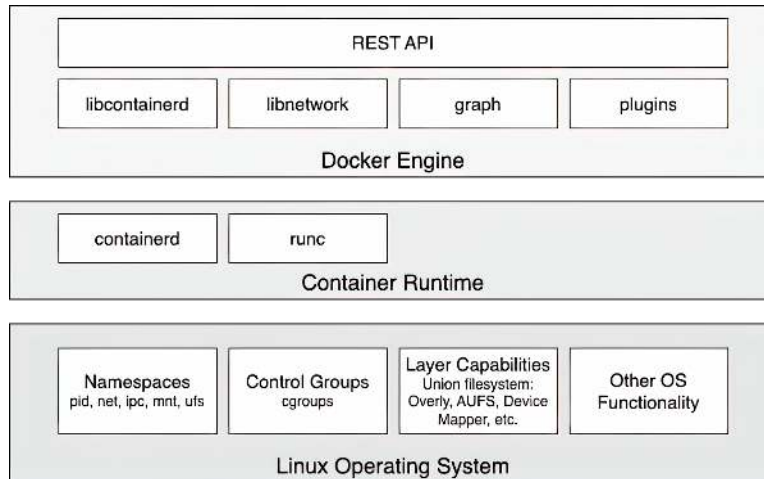 REST API
libcontainerd
libnetwork
graph
plugins
Docker Engine
containerd
runc
Container Runtime
Namespaces
pid, net, ipc, mnt, ufs
Control Groups
cgroups
Layer Capabilities
Union filesystem:
Overly, AUFS, Device
Mapper, etc.
Other OS
Functionality
Linux Operating System